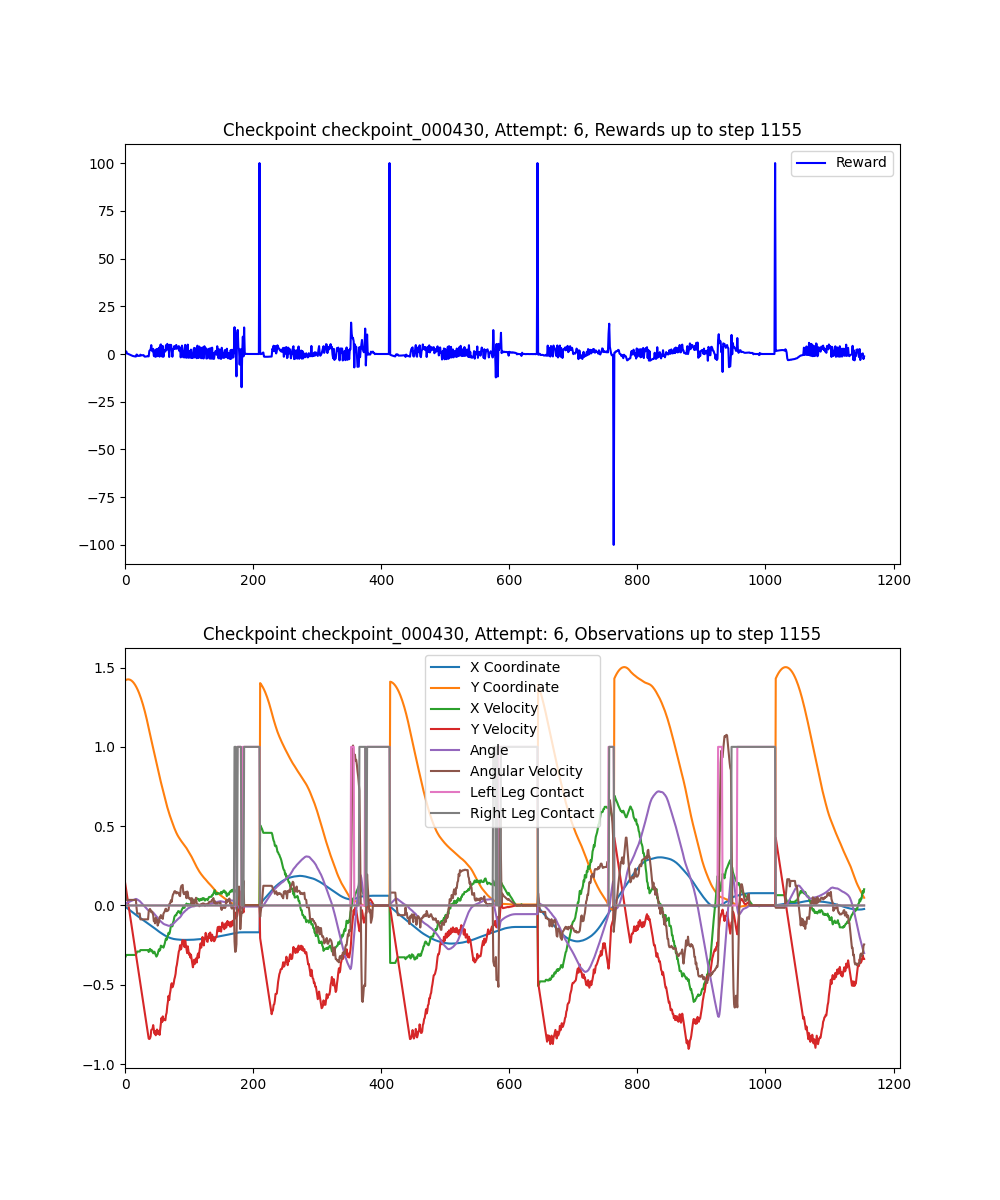 Checkpoint checkpoint_000430, Attempt: 6, Rewards up to step 1155
100
75
50
25
0
−25
−50
−75
−100
Reward
0 200 400 600 800 1000 1200
Checkpoint checkpoint_000430, Attempt: 6, Observations up to step 1155
1.5
1.0
0.5
0.0
−0.5
−1.0
X Coordinate
Y Coordinate
X Velocity
Y Velocity
Angle
Angular Velocity
Left Leg Contact
Right Leg Contact
0 200 400 600 800 1000 1200